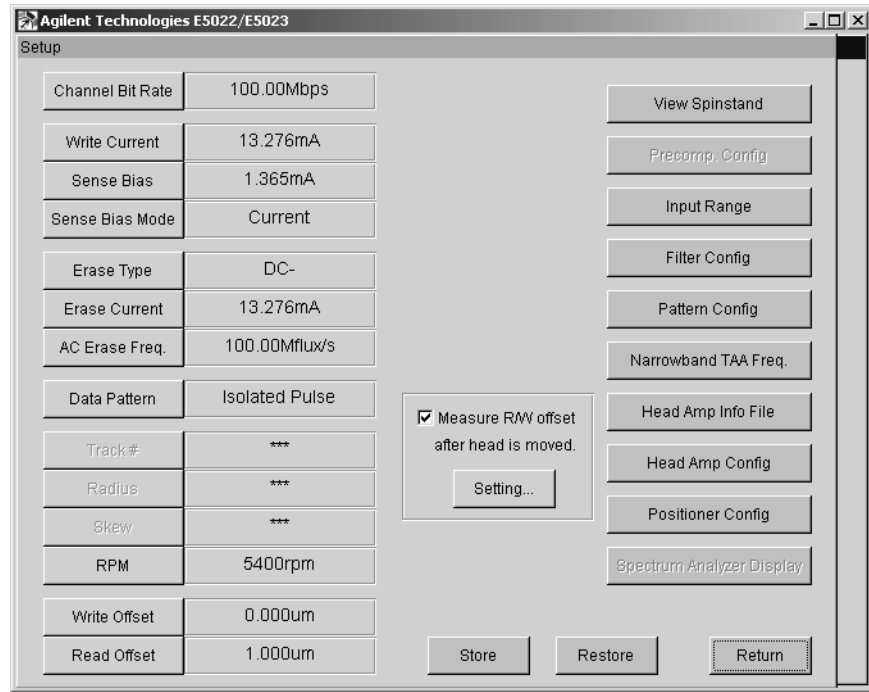 Agilent Technologies E5022/E5023
Setup
Channel Bit Rate 100.00Mbps
Write Current 13.276mA
Sense Bias 1.365mA
Sense Bias Mode Current
Erase Type DC-
Erase Current 13.276mA
AC Erase Freq. 100.00Mflux/s
Data Pattern Isolated Pulse
Track # ***
Radius ***
Skew ***
RPM 5400rpm
Write Offset 0.000um
Read Offset 1.000um
Measure R/W offset
after head is moved.
Setting...
View Spinstand
Precomp. Config
Input Range
Filter Config
Pattern Config
Narrowband TAA Freq.
Head Amp Info File
Head Amp Config
Positioner Config
Spectrum Analyzer Display
Store Restore Return